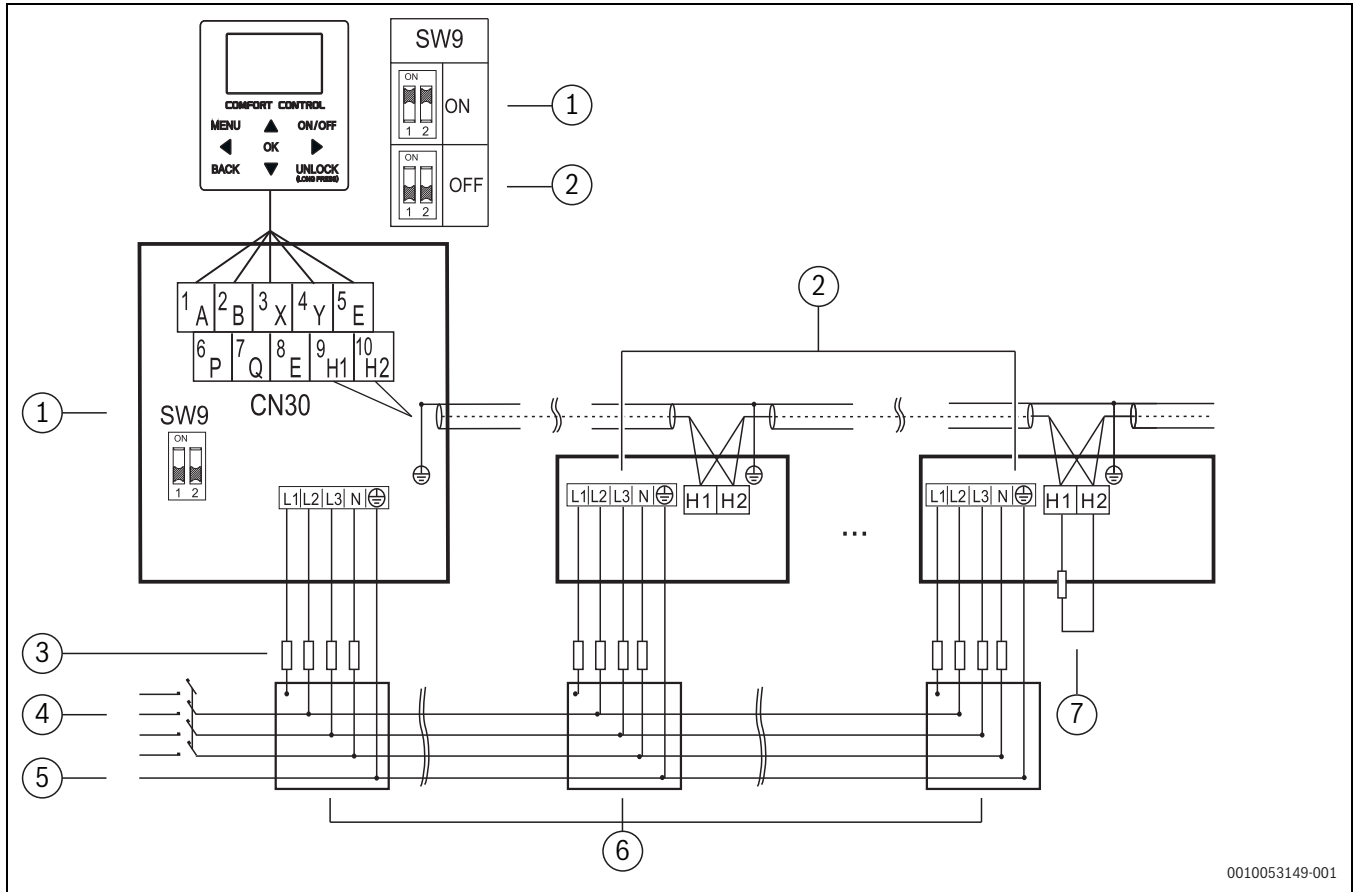 SW9
ON
1 2
ON
1
ON
1 2
OFF
2
COMFORT CONTROL
MENU ▲ ON/OFF
◀ OK ▶
BACK ▼ UNLOCK
(LONG PRESS)
1 A 2 B 3 X 4 Y 5 E
6 P 7 Q 8 E 9 H1 10 H2
CN30
1
SW9
ON
1 2
2
L1 L2 L3 N
L1 L2 L3 N
H1 H2
...
L1 L2 L3 N
H1 H2
3
4
5
6
7
0010053149-001